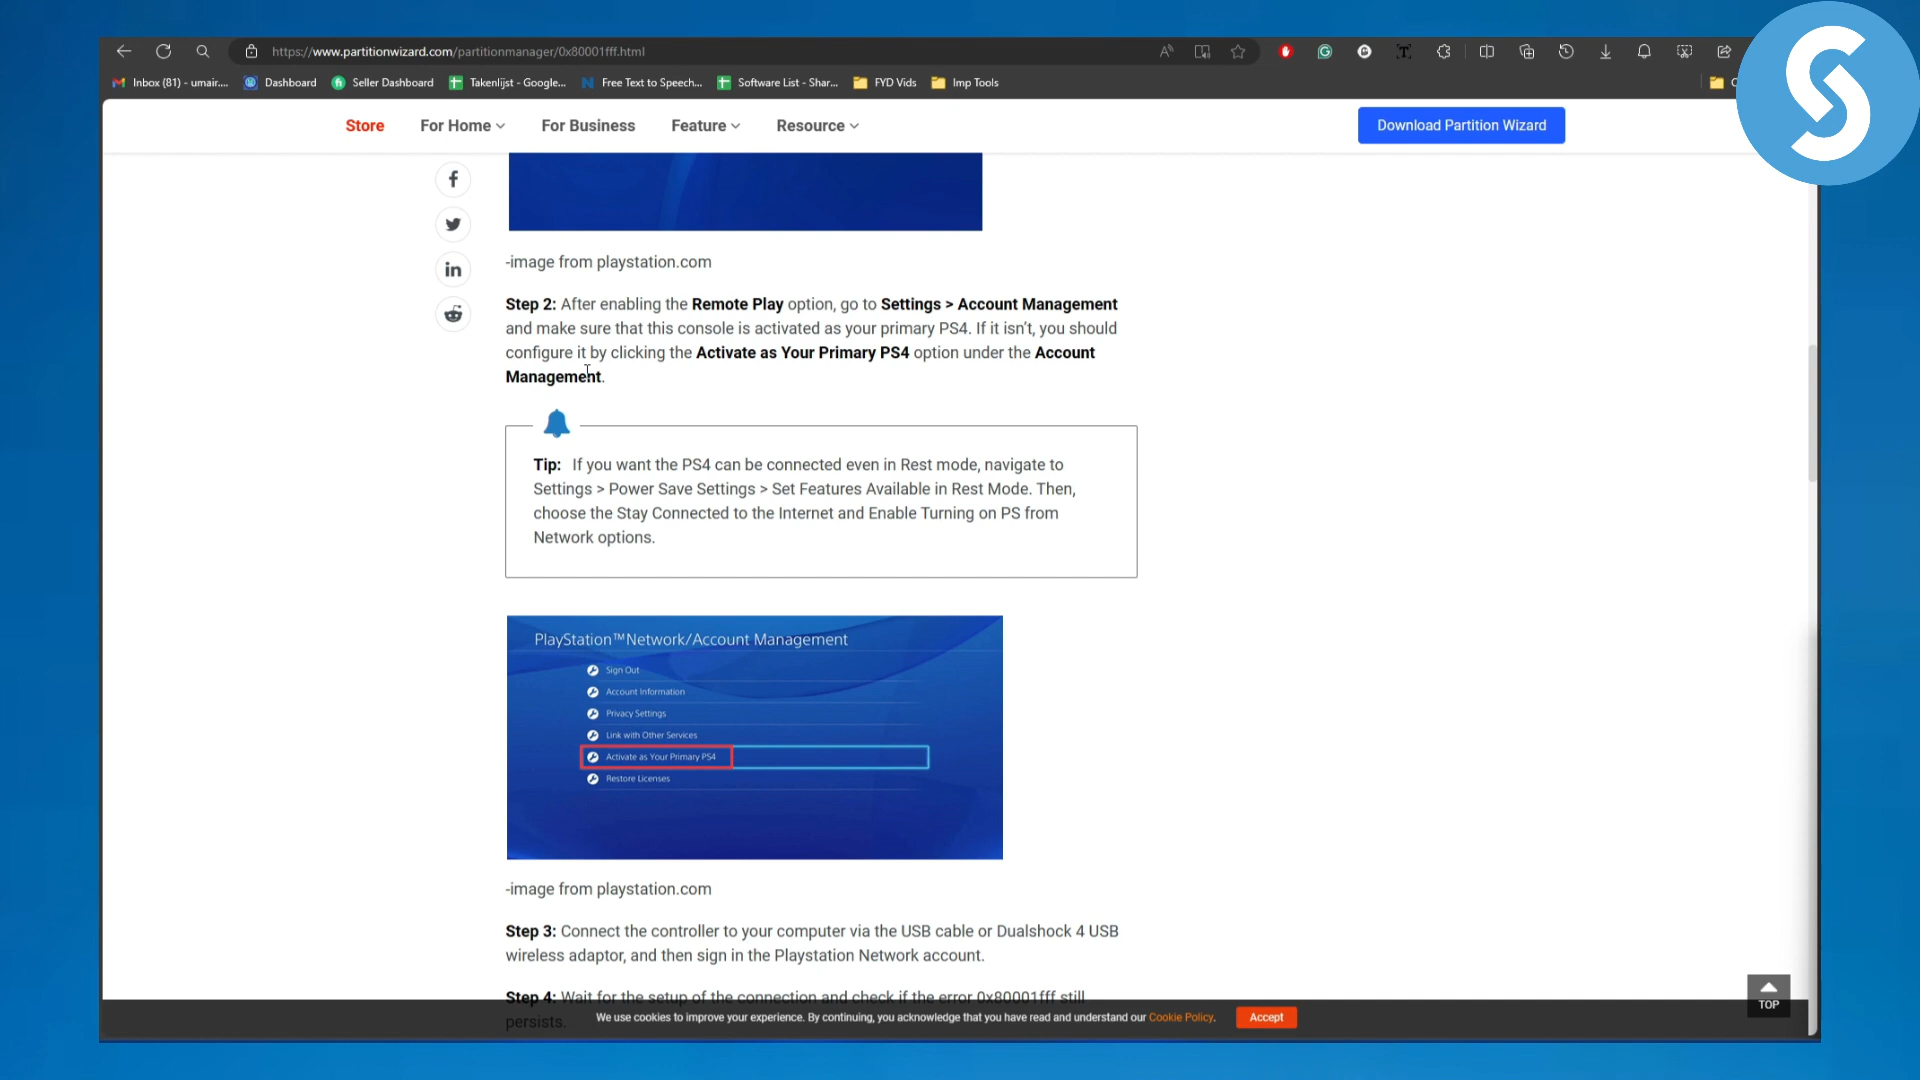 https://www.partitionwizard.com/partitionmanager/0x80001fff.html
Inbox (81) - umair.... Dashboard Seller Dashboard Takenlijst - Google... Free Text to Speech... Software List - Shar... FYD Vids Imp Tools
Store For Home For Business Feature Resource Download Partition Wizard
-image from playstation.com
Step 2: After enabling the Remote Play option, go to Settings > Account Management
and make sure that this console is activated as your primary PS4. If it isn't, you should
configure it by clicking the Activate as Your Primary PS4 option under the Account
Management.
Tip: If you want the PS4 can be connected even in Rest mode, navigate to
Settings > Power Save Settings > Set Features Available in Rest Mode. Then,
choose the Stay Connected to the Internet and Enable Turning on PS from
Network options.
PlayStation™Network/Account Management
Sign Out
Account Information
Privacy Settings
Link with Other Services
Activate as Your Primary PS4
Restore Licenses
-image from playstation.com
Step 3: Connect the controller to your computer via the USB cable or Dualshock 4 USB
wireless adaptor, and then sign in the Playstation Network account.
Step 4: Wait for the setup of the connection and check if the error 0x80001fff still
persists.
We use cookies to improve your experience. By continuing, you acknowledge that you have read and understand our Cookie Policy. Accept
TOP